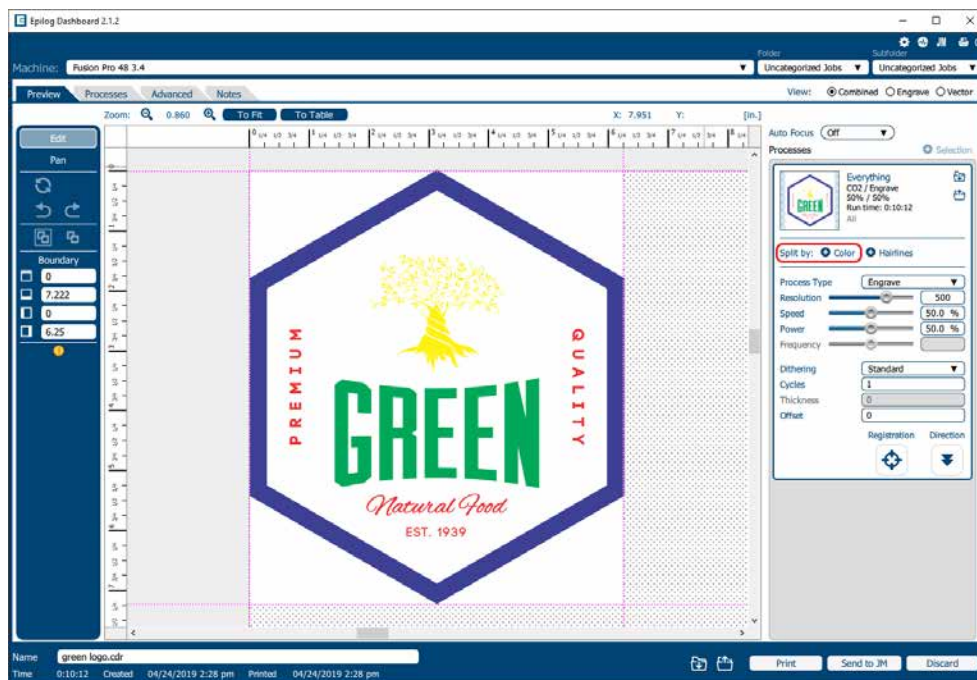 Epilog Dashboard 2.1.2
Folder Subfolder
Machine: Fusion Pro 48 3.4 Uncategorized Jobs Uncategorized Jobs
Preview Processes Advanced Notes View: Combined Engrave Vector
Zoom: 0.860 To Fit To Table X: 7.951 Y: [in.]
Auto Focus Off
Processes Selection
Edit
Pan
Boundary
0
7.222
0
6.25
PREMIUM
QUALITY
GREEN
Natural Food
EST. 1939
GREEN
Everything
CO2 / Engrave
50% / 50%
Run time: 0:10:12
All
Split by: Color Hairlines
Process Type Engrave
Resolution 500
Speed 50.0 %
Power 50.0 %
Frequency
Dithering Standard
Cycles 1
Thickness 0
Offset 0
Registration Direction
Name green logo.cdr
Time 0:10:12 Created 04/24/2019 2:28 pm Printed 04/24/2019 2:28 pm
Print Send to JM Discard